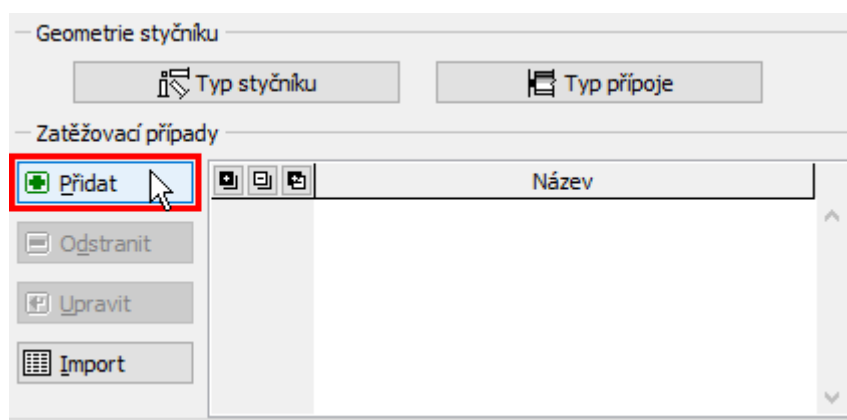 Geometrie styčníku
Typ styčníku Typ přípoje
Zatěžovací případy
Přidat Název
Odstranit
Upravit
Import